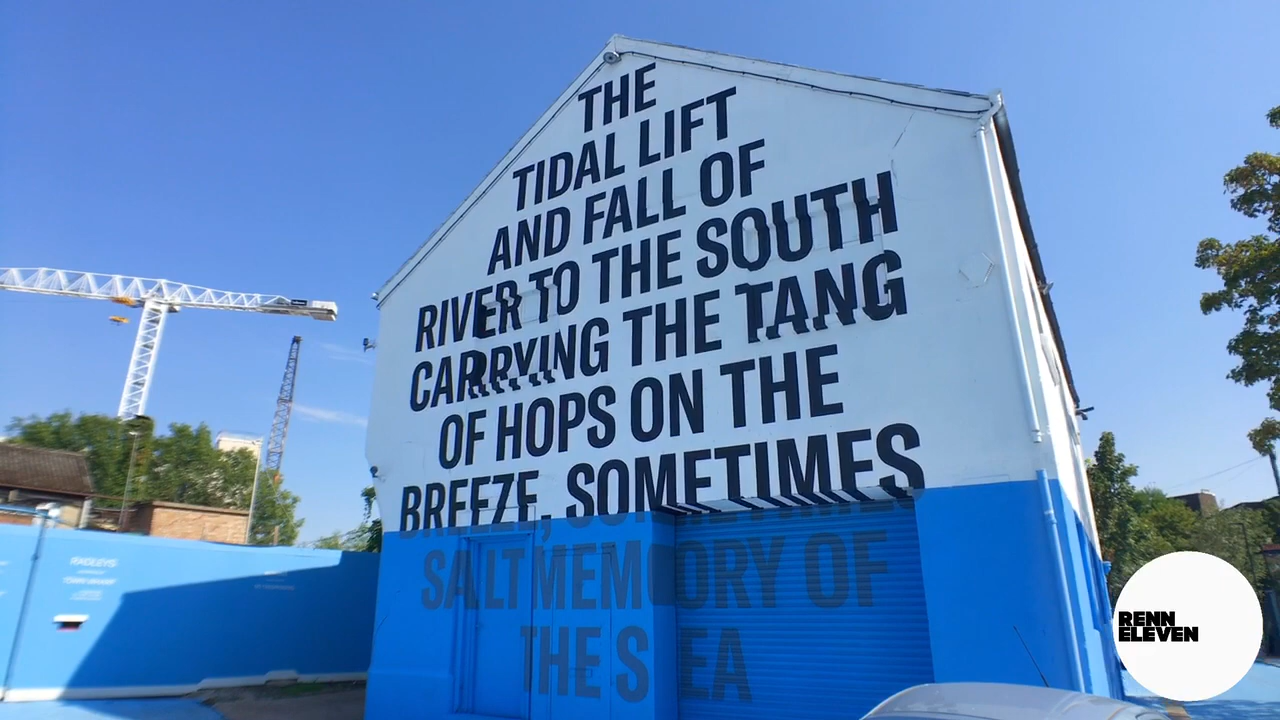 THE
TIDAL LIFT
AND FALL OF
RIVER TO THE SOUTH
CARRYING THE TANG
OF HOPS ON THE
BREEZE, SOMETIMES
SALT MEMORY OF
THE SEA
RADLEYS
RENN
ELEVEN